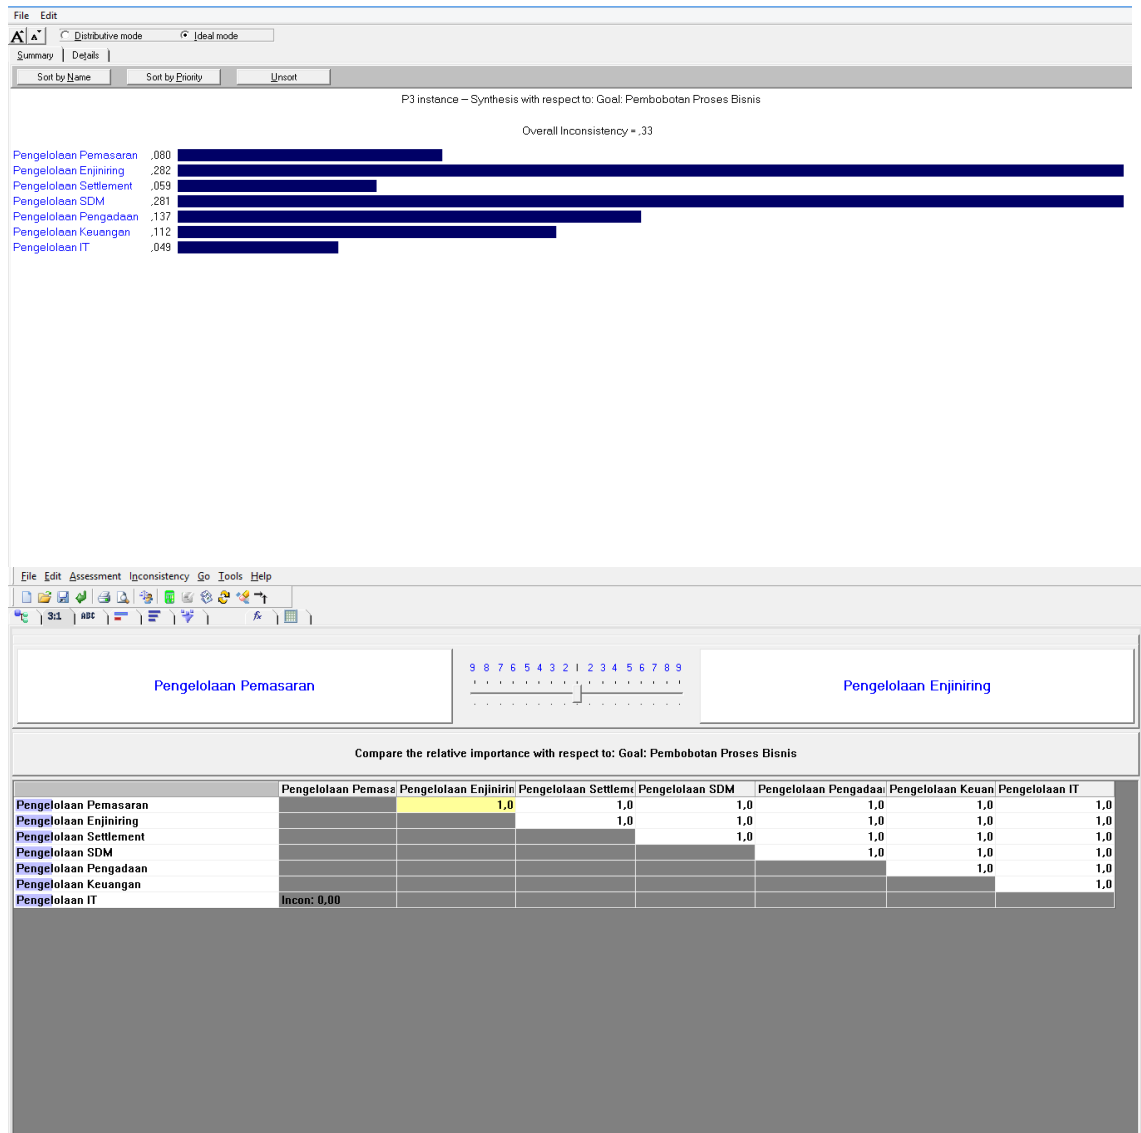 File Edit
A A Distributive mode Ideal mode
Summary Details
Sort by Name Sort by Priority Unsort
P3 instance -- Synthesis with respect to: Goal: Pembobotan Proses Bisnis
Overall Inconsistency = ,33
Pengelolaan Pemasaran ,080
Pengelolaan Enjiniring ,282
Pengelolaan Settlement ,059
Pengelolaan SDM ,281
Pengelolaan Pengadaan ,137
Pengelolaan Keuangan ,112
Pengelolaan IT ,049
File Edit Assessment Inconsistency Go Tools Help
3:1 ABC fx
9 8 7 6 5 4 3 2 1 2 3 4 5 6 7 8 9
Pengelolaan Pemasaran Pengelolaan Enjiniring
Compare the relative importance with respect to: Goal: Pembobotan Proses Bisnis
Pengelolaan Pemasa Pengelolaan Enjinirin Pengelolaan Settleme Pengelolaan SDM Pengelolaan Pengadaa Pengelolaan Keuan Pengelolaan IT
Pengelolaan Pemasaran 1,0 1,0 1,0 1,0 1,0 1,0
Pengelolaan Enjiniring 1,0 1,0 1,0 1,0 1,0
Pengelolaan Settlement 1,0 1,0 1,0 1,0
Pengelolaan SDM 1,0 1,0 1,0
Pengelolaan Pengadaan 1,0 1,0
Pengelolaan Keuangan 1,0
Pengelolaan IT Incon: 0,00